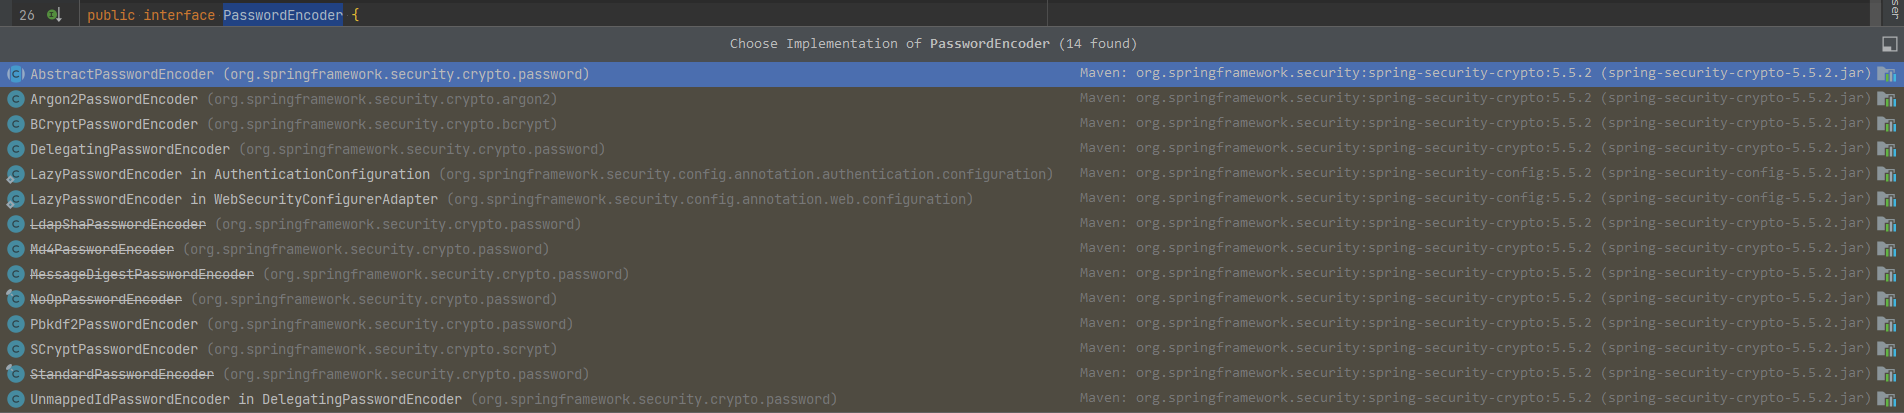 26 public interface PasswordEncoder {
ser
Choose Implementation of PasswordEncoder (14 found)
AbstractPasswordEncoder (org.springframework.security.crypto.password) Maven: org.springframework.security:spring-security-crypto:5.5.2 (spring-security-crypto-5.5.2.jar)
Argon2PasswordEncoder (org.springframework.security.crypto.argon2) Maven: org.springframework.security:spring-security-crypto:5.5.2 (spring-security-crypto-5.5.2.jar)
BCryptPasswordEncoder (org.springframework.security.crypto.bcrypt) Maven: org.springframework.security:spring-security-crypto:5.5.2 (spring-security-crypto-5.5.2.jar)
DelegatingPasswordEncoder (org.springframework.security.crypto.password) Maven: org.springframework.security:spring-security-crypto:5.5.2 (spring-security-crypto-5.5.2.jar)
LazyPasswordEncoder in AuthenticationConfiguration (org.springframework.security.config.annotation.authentication.configuration) Maven: org.springframework.security:spring-security-config:5.5.2 (spring-security-config-5.5.2.jar)
LazyPasswordEncoder in WebSecurityConfigurerAdapter (org.springframework.security.config.annotation.web.configuration) Maven: org.springframework.security:spring-security-config:5.5.2 (spring-security-config-5.5.2.jar)
LdapShaPasswordEncoder (org.springframework.security.crypto.password) Maven: org.springframework.security:spring-security-crypto:5.5.2 (spring-security-crypto-5.5.2.jar)
Md4PasswordEncoder (org.springframework.security.crypto.password) Maven: org.springframework.security:spring-security-crypto:5.5.2 (spring-security-crypto-5.5.2.jar)
MessageDigestPasswordEncoder (org.springframework.security.crypto.password) Maven: org.springframework.security:spring-security-crypto:5.5.2 (spring-security-crypto-5.5.2.jar)
NoOpPasswordEncoder (org.springframework.security.crypto.password) Maven: org.springframework.security:spring-security-crypto:5.5.2 (spring-security-crypto-5.5.2.jar)
Pbkdf2PasswordEncoder (org.springframework.security.crypto.password) Maven: org.springframework.security:spring-security-crypto:5.5.2 (spring-security-crypto-5.5.2.jar)
SCryptPasswordEncoder (org.springframework.security.crypto.scrypt) Maven: org.springframework.security:spring-security-crypto:5.5.2 (spring-security-crypto-5.5.2.jar)
StandardPasswordEncoder (org.springframework.security.crypto.password) Maven: org.springframework.security:spring-security-crypto:5.5.2 (spring-security-crypto-5.5.2.jar)
UnmappedIdPasswordEncoder in DelegatingPasswordEncoder (org.springframework.security.crypto.password) Maven: org.springframework.security:spring-security-crypto:5.5.2 (spring-security-crypto-5.5.2.jar)